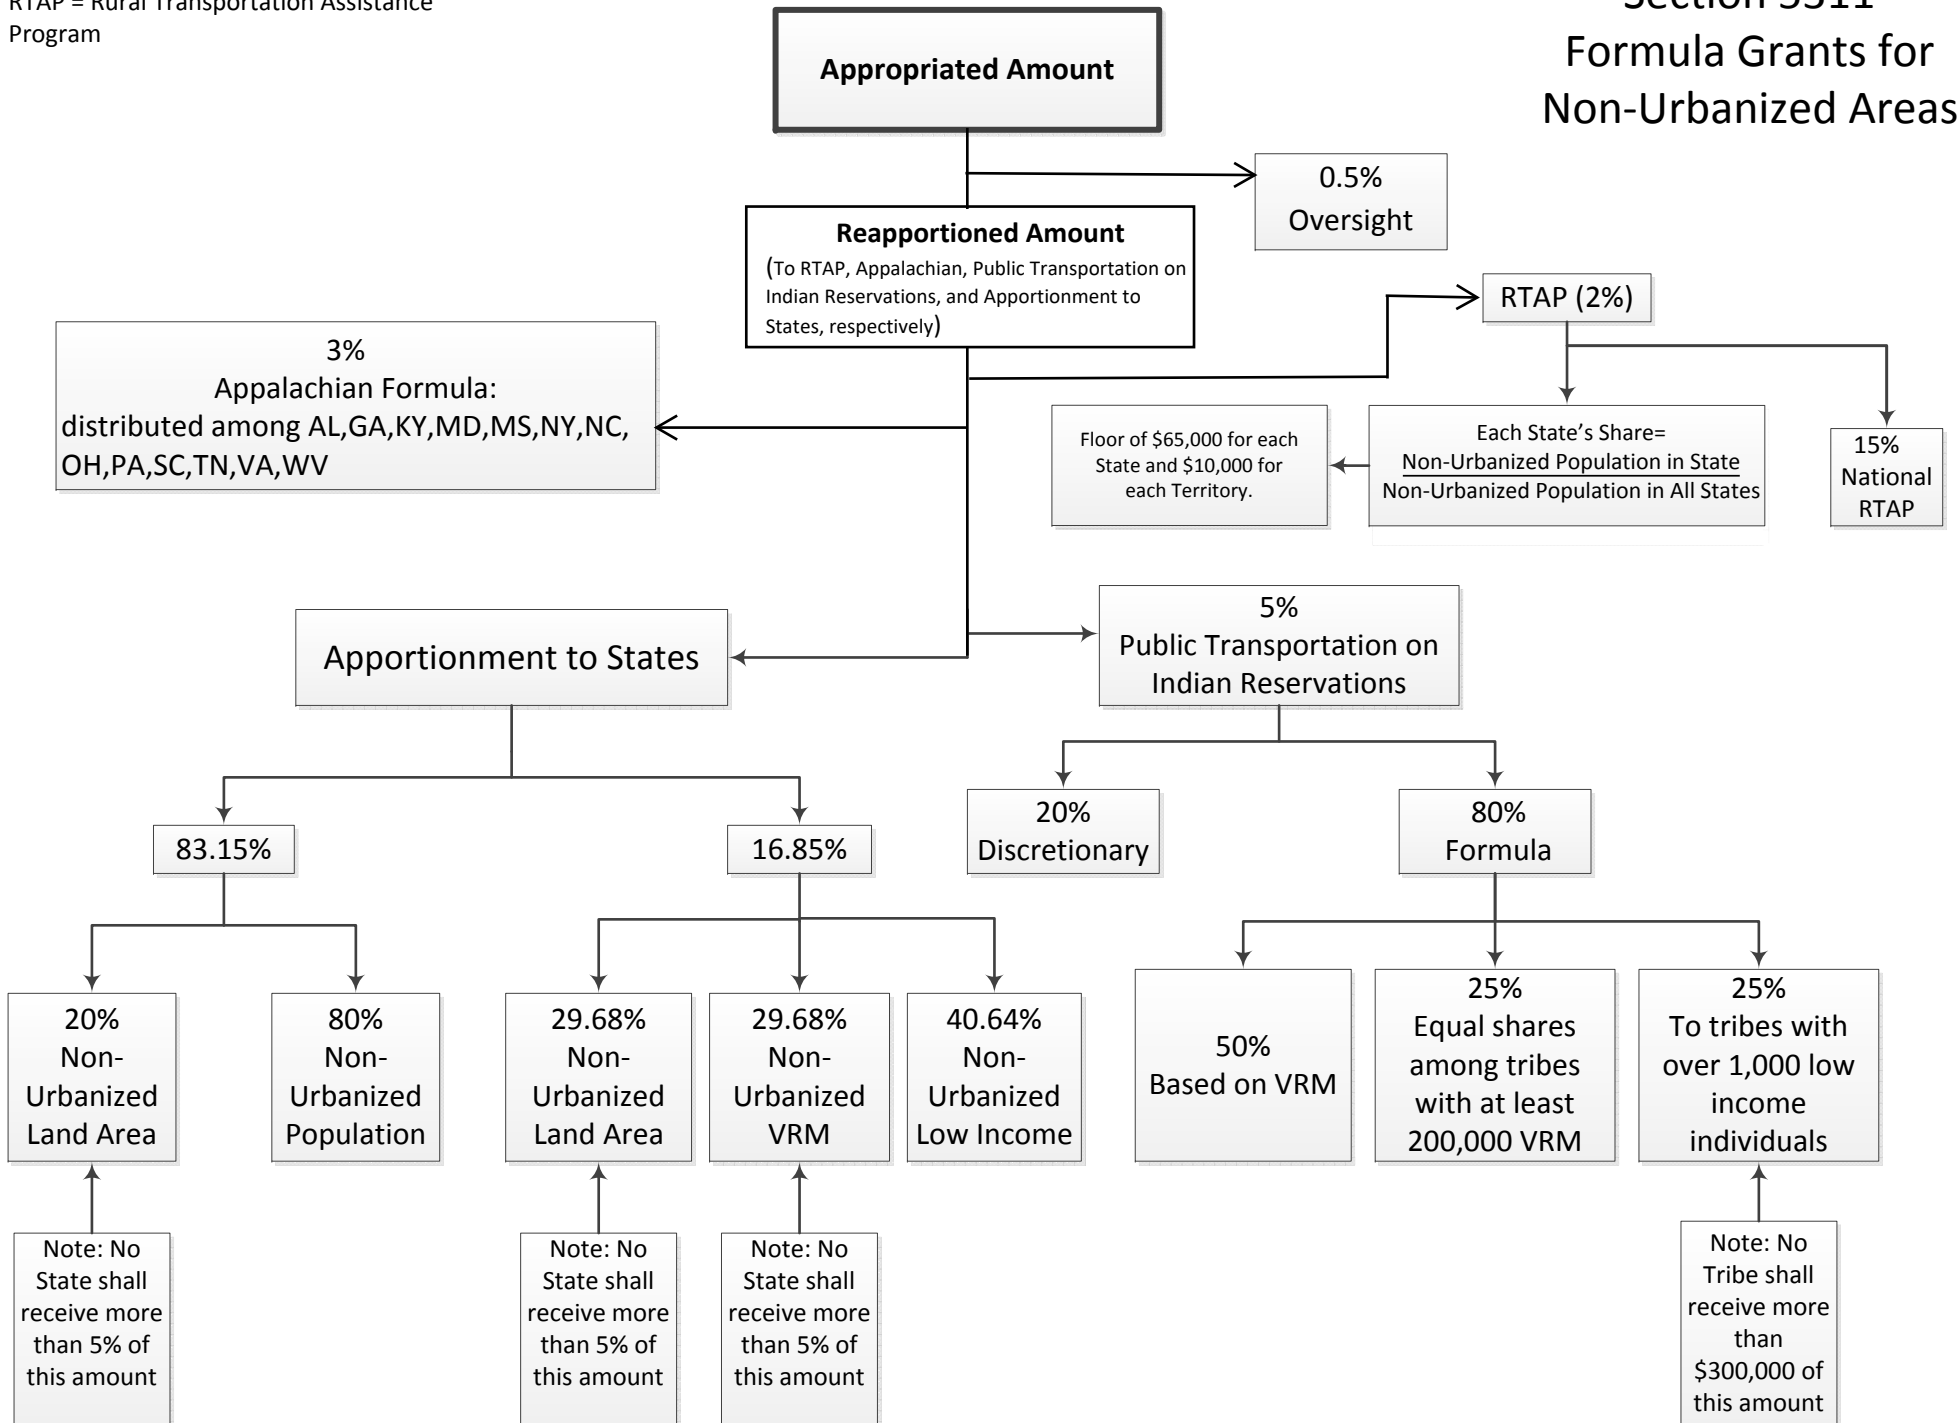 RTAP = Rural Transportation Assistance
Program
Section 5311
Formula Grants for
Non-Urbanized Areas
Appropriated Amount
0.5%
Oversight
Reapportioned Amount
(To RTAP, Appalachian, Public Transportation on
Indian Reservations, and Apportionment to
States, respectively)
RTAP (2%)
3%
Appalachian Formula:
distributed among AL,GA,KY,MD,MS,NY,NC,
OH,PA,SC,TN,VA,WV
Floor of $65,000 for each
State and $10,000 for
each Territory.
Each State’s Share=
Non-Urbanized Population in State
Non-Urbanized Population in All States
15%
National
RTAP
Apportionment to States
5%
Public Transportation on
Indian Reservations
83.15%
16.85%
20%
Discretionary
80%
Formula
20%
Non-
Urbanized
Land Area
80%
Non-
Urbanized
Population
29.68%
Non-
Urbanized
Land Area
29.68%
Non-
Urbanized
VRM
40.64%
Non-
Urbanized
Low Income
50%
Based on VRM
25%
Equal shares
among tribes
with at least
200,000 VRM
25%
To tribes with
over 1,000 low
income
individuals
Note: No
State shall
receive more
than 5% of
this amount
Note: No
State shall
receive more
than 5% of
this amount
Note: No
State shall
receive more
than 5% of
this amount
Note: No
Tribe shall
receive more
than
$300,000 of
this amount